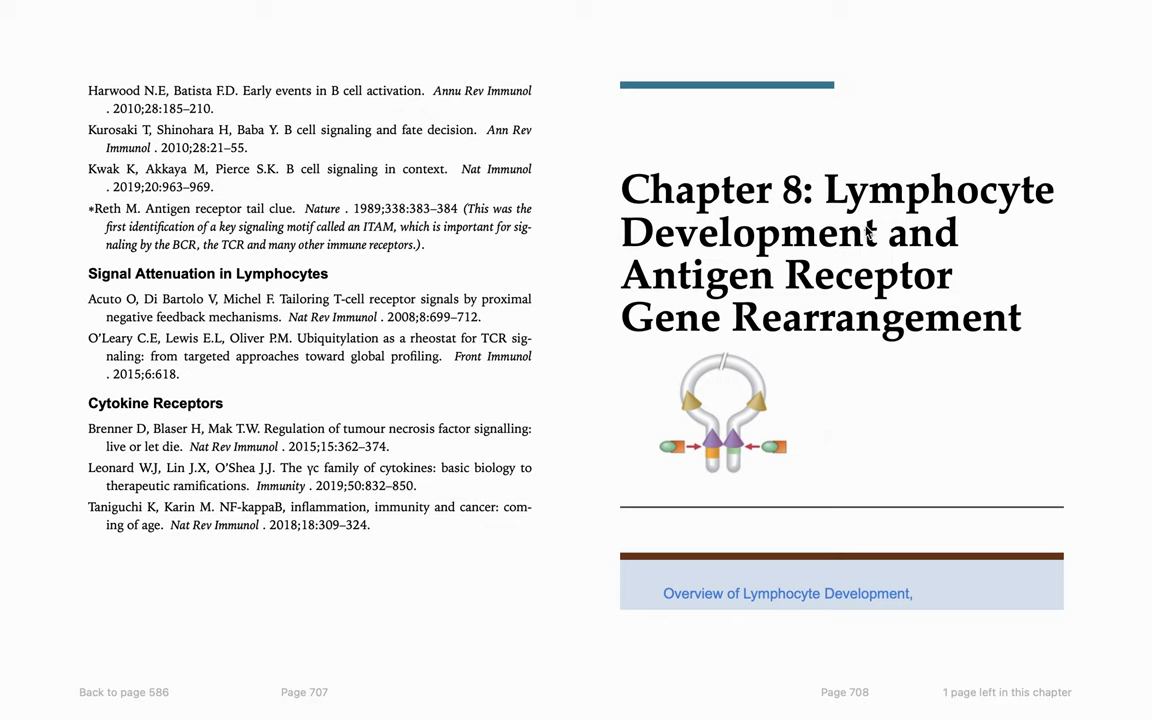 Harwood N.E, Batista F.D. Early events in B cell activation. Annu Rev Immunol
. 2010;28:185–210.
Kurosaki T, Shinohara H, Baba Y. B cell signaling and fate decision. Ann Rev
Immunol . 2010;28:21–55.
Kwak K, Akkaya M, Pierce S.K. B cell signaling in context. Nat Immunol
. 2019;20:963–969.
*Reth M. Antigen receptor tail clue. Nature . 1989;338:383–384 (This was the
first identification of a key signaling motif called an ITAM, which is important for sig-
naling by the BCR, the TCR and many other immune receptors.).
Signal Attenuation in Lymphocytes
Acuto O, Di Bartolo V, Michel F. Tailoring T-cell receptor signals by proximal
negative feedback mechanisms. Nat Rev Immunol . 2008;8:699–712.
O’Leary C.E, Lewis E.L, Oliver P.M. Ubiquitylation as a rheostat for TCR sig-
naling: from targeted approaches toward global profiling. Front Immunol
. 2015;6:618.
Cytokine Receptors
Brenner D, Blaser H, Mak T.W. Regulation of tumour necrosis factor signalling:
live or let die. Nat Rev Immunol . 2015;15:362–374.
Leonard W.J, Lin J.X, O’Shea J.J. The γc family of cytokines: basic biology to
therapeutic ramifications. Immunity . 2019;50:832–850.
Taniguchi K, Karin M. NF-kappaB, inflammation, immunity and cancer: com-
ing of age. Nat Rev Immunol . 2018;18:309–324.
Back to page 586
Page 707
Chapter 8: Lymphocyte
Development and
Antigen Receptor
Gene Rearrangement
Overview of Lymphocyte Development,
Page 708
1 page left in this chapter